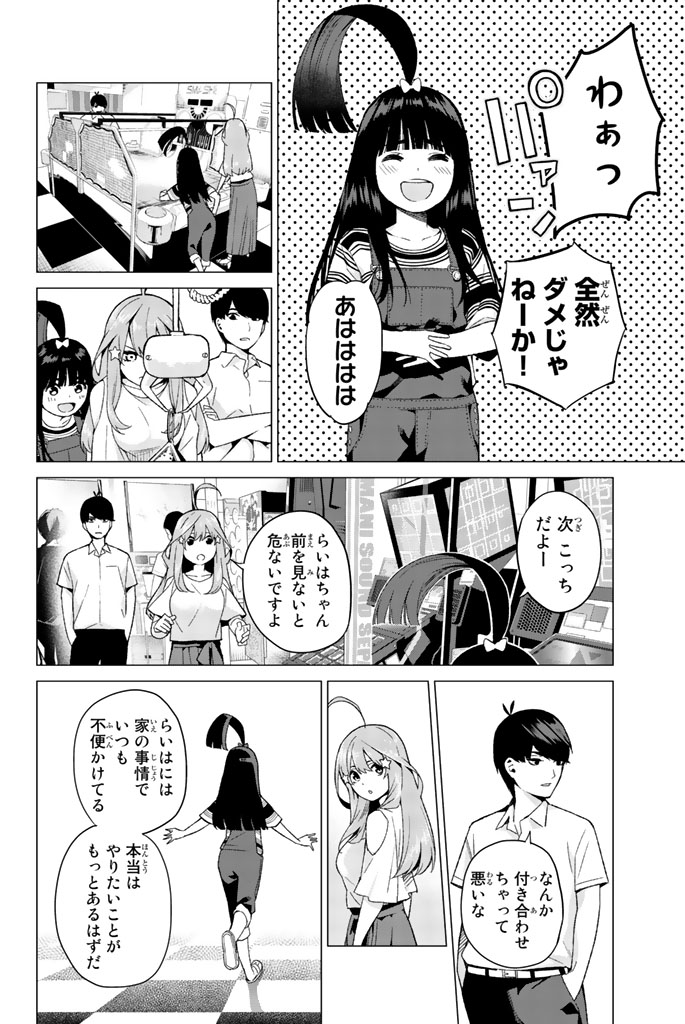 わぁっ
パァーン
全然
ダメじゃ
ねーか！
あははははは
次こっち
だよー
らいはちゃん
前を見ないと
危ないですよ
MANI SOUND SEP
なんか
付き合わせ
ちゃって
悪いな
らいはには
家の事情で
いつも
不便かけてる
本当は
やりたいことが
もっとあるはずだ